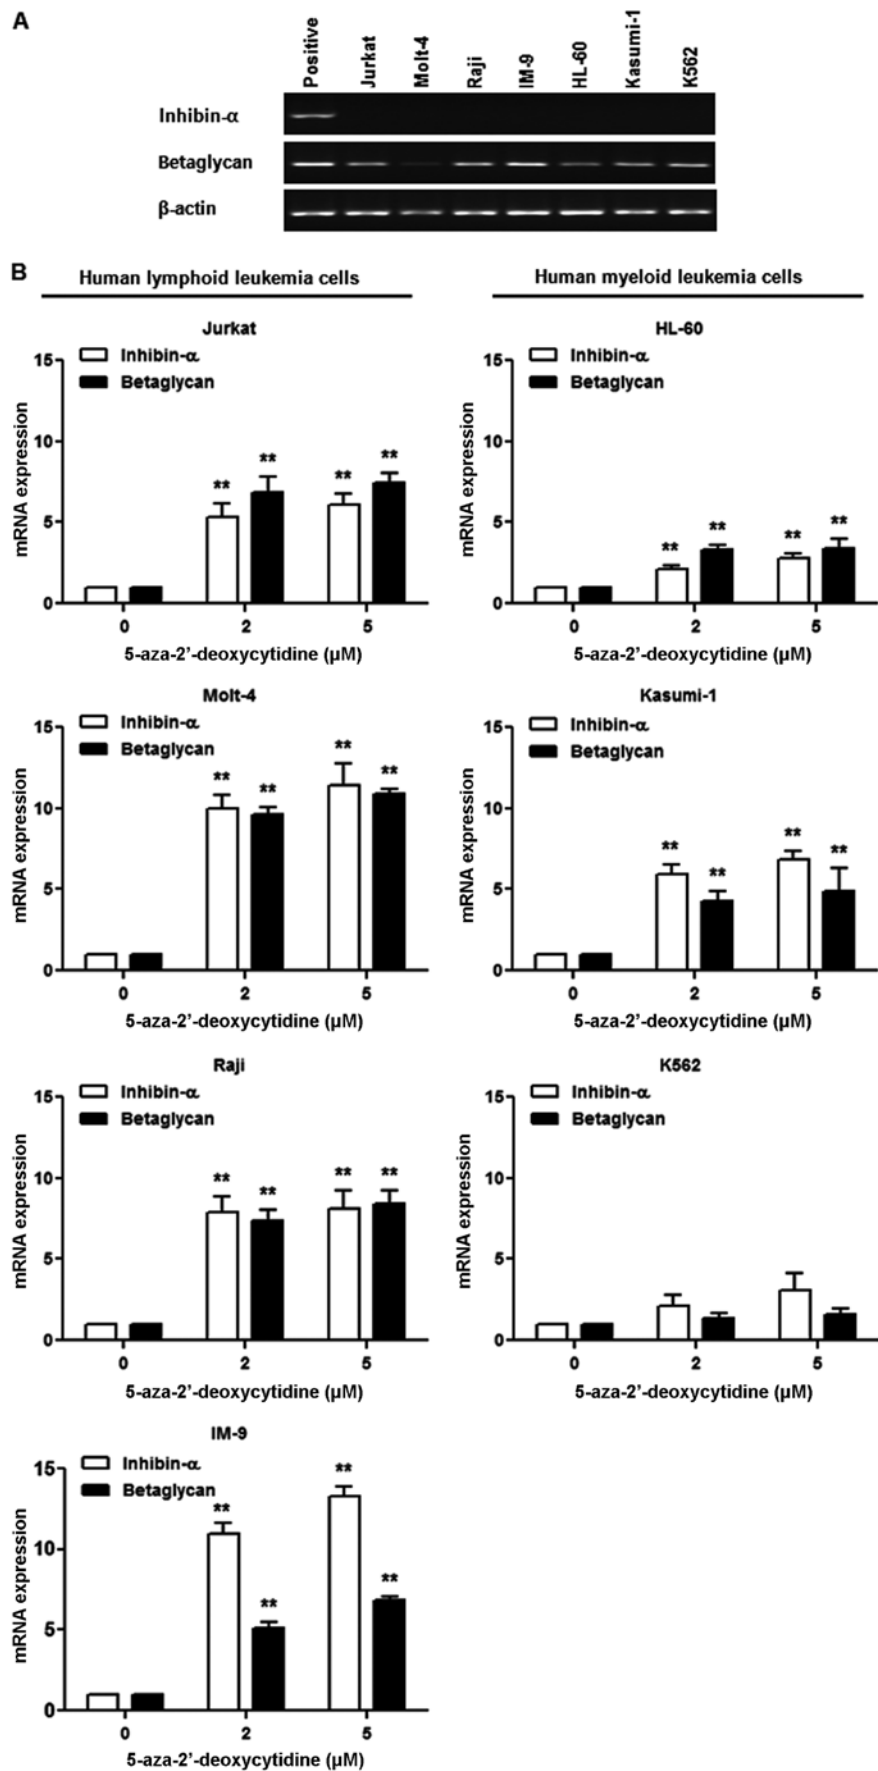 A
Positive
Jurkat
Molt-4
Raji
IM-9
HL-60
Kasumi-1
K562
Inhibin-α
Betaglycan
β-actin
B
Human lymphoid leukemia cells
Human myeloid leukemia cells
Jurkat
Inhibin-α
Betaglycan
mRNA expression
15
10
5
0
** ** ** **
0 2 5
5-aza-2'-deoxycytidine (µM)
HL-60
Inhibin-α
Betaglycan
mRNA expression
15
10
5
0
** ** ** **
0 2 5
5-aza-2'-deoxycytidine (µM)
Molt-4
Inhibin-α
Betaglycan
mRNA expression
15
10
5
0
** ** ** **
0 2 5
5-aza-2'-deoxycytidine (µM)
Kasumi-1
Inhibin-α
Betaglycan
mRNA expression
15
10
5
0
** ** ** **
0 2 5
5-aza-2'-deoxycytidine (µM)
Raji
Inhibin-α
Betaglycan
mRNA expression
15
10
5
0
** ** ** **
0 2 5
5-aza-2'-deoxycytidine (µM)
K562
Inhibin-α
Betaglycan
mRNA expression
15
10
5
0
0 2 5
5-aza-2'-deoxycytidine (µM)
IM-9
Inhibin-α
Betaglycan
mRNA expression
15
10
5
0
** ** ** **
0 2 5
5-aza-2'-deoxycytidine (µM)